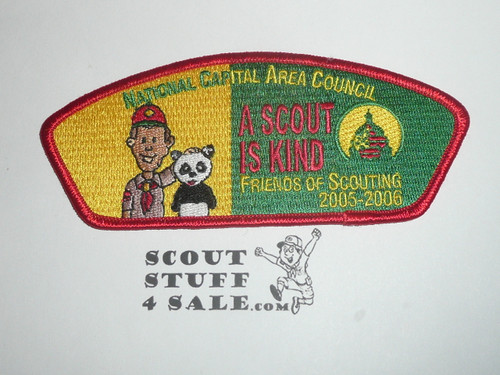 National Capital Area Council
A SCOUT
IS KIND
Friends of Scouting
2005-2006
SCOUT
STUFF
4 SALE.com